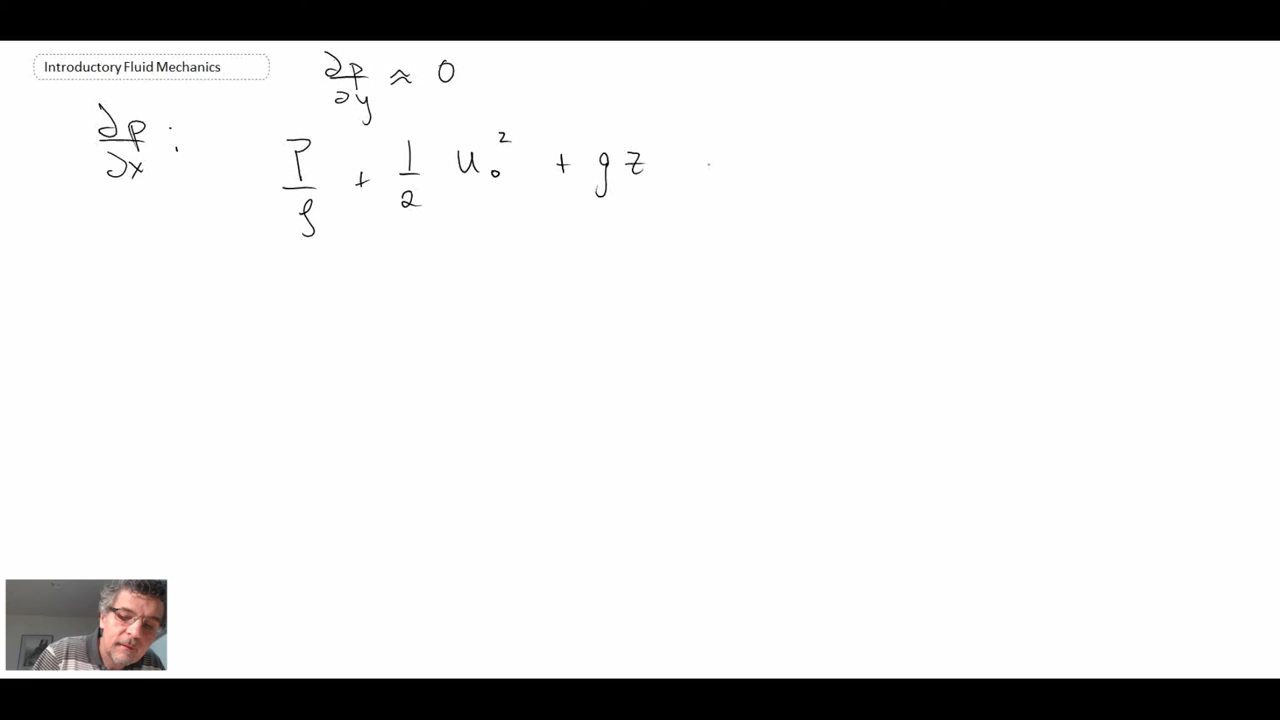 Introductory Fluid Mechanics
∂p/∂y ≈ 0
∂p/∂x :
P/ρ + 1/2 U₀² + gz